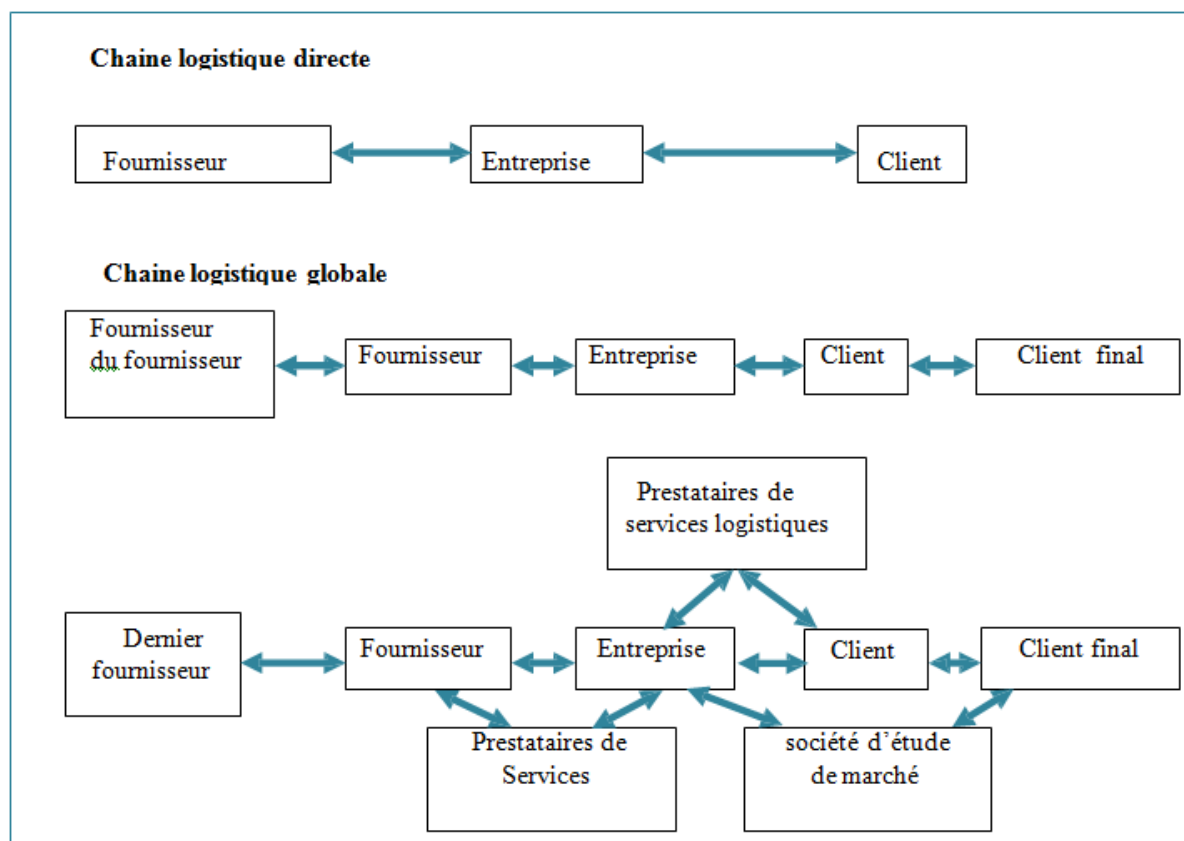 Chaine logistique directe
Fournisseur
Entreprise
Client
Chaine logistique globale
Fournisseur
du fournisseur
Fournisseur
Entreprise
Client
Client final
Prestataires de
services logistiques
Dernier
fournisseur
Fournisseur
Entreprise
Client
Client final
Prestataires de
Services
société d'étude
de marché